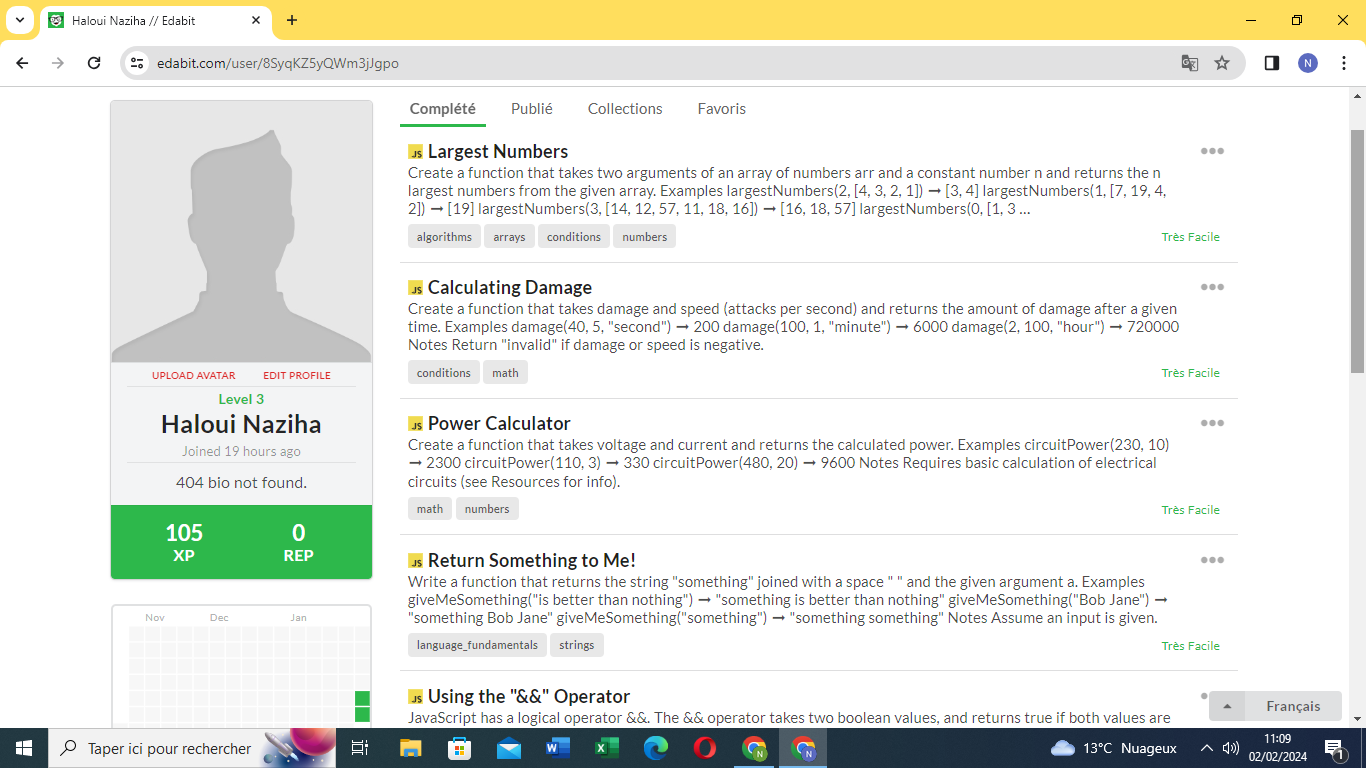 Haloui Naziha // Edabit
edabit.com/user/8SyqKZ5yQWm3jJgpo
N
Complété
Publié
Collections
Favoris
JS Largest Numbers
Create a function that takes two arguments of an array of numbers arr and a constant number n and returns the n
largest numbers from the given array. Examples largestNumbers(2, [4, 3, 2, 1]) → [3, 4] largestNumbers(1, [7, 19, 4,
2]) → [19] largestNumbers(3, [14, 12, 57, 11, 18, 16]) → [16, 18, 57] largestNumbers(0, [1, 3 ...
algorithms arrays conditions numbers
Très Facile
JS Calculating Damage
Create a function that takes damage and speed (attacks per second) and returns the amount of damage after a given
time. Examples damage(40, 5, "second") → 200 damage(100, 1, "minute") → 6000 damage(2, 100, "hour") → 720000
Notes Return "invalid" if damage or speed is negative.
conditions math
Très Facile
JS Power Calculator
Create a function that takes voltage and current and returns the calculated power. Examples circuitPower(230, 10)
→ 2300 circuitPower(110, 3) → 330 circuitPower(480, 20) → 9600 Notes Requires basic calculation of electrical
circuits (see Resources for info).
math numbers
Très Facile
JS Return Something to Me!
Write a function that returns the string "something" joined with a space " " and the given argument a. Examples
giveMeSomething("is better than nothing") → "something is better than nothing" giveMeSomething("Bob Jane") →
"something Bob Jane" giveMeSomething("something") → "something something" Notes Assume an input is given.
language_fundamentals strings
Très Facile
JS Using the "&&" Operator
JavaScript has a logical operator &&. The && operator takes two boolean values, and returns true if both values are
UPLOAD AVATAR EDIT PROFILE
Level 3
Haloui Naziha
Joined 19 hours ago
404 bio not found.
105 0
XP REP
Nov Dec Jan
Français
Taper ici pour rechercher
13°C Nuageux
11:09
02/02/2024
1